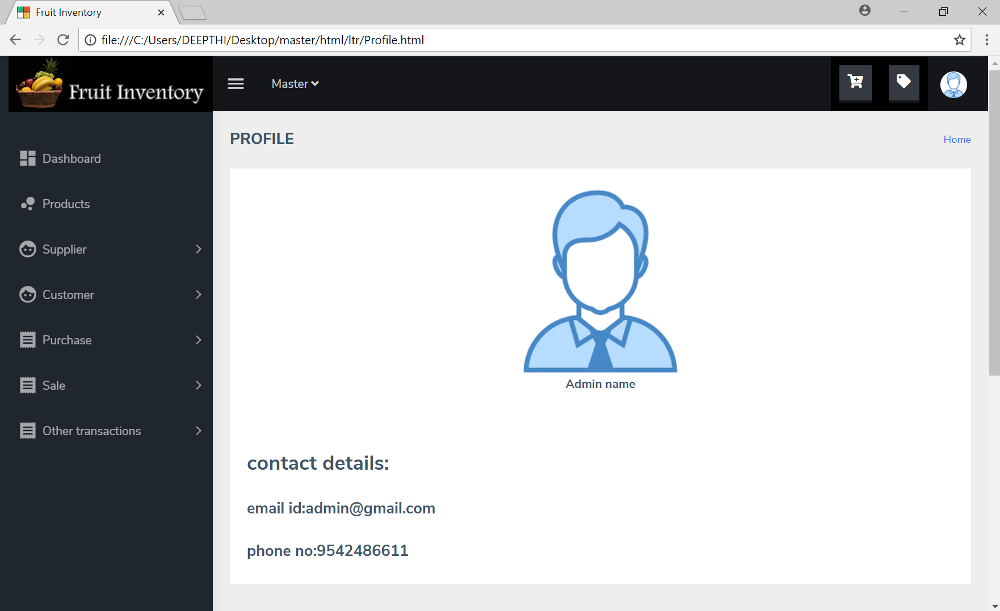 Fruit Inventory
file:///C:/Users/DEEPTHI/Desktop/master/html/ltr/Profile.html
Fruit Inventory
Master
PROFILE
Home
Dashboard
Products
Supplier
Customer
Purchase
Sale
Other transactions
Admin name
contact details:
email id:admin@gmail.com
phone no:9542486611